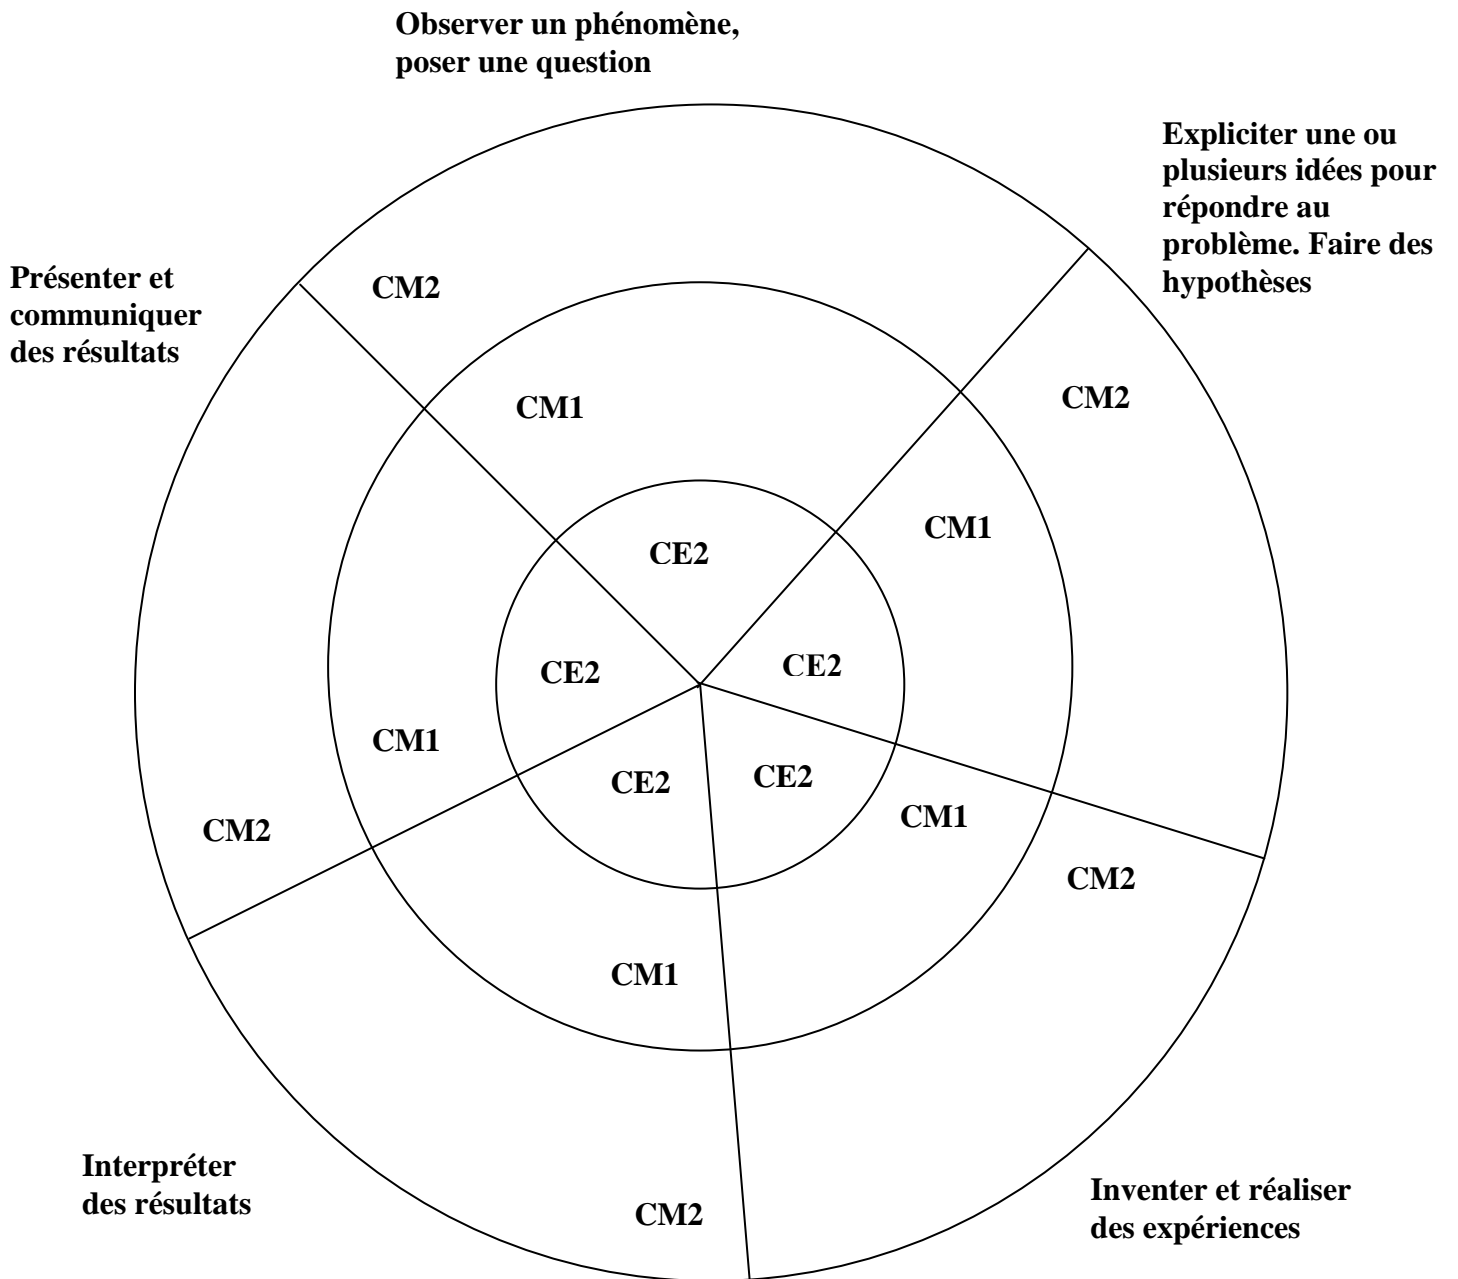 Observer un phénomène,
poser une question
Expliciter une ou
plusieurs idées pour
répondre au
problème. Faire des
hypothèses
Présenter et
communiquer
des résultats
CM2
CM2
CM1
CM1
CE2
CE2
CE2
CM1
CE2
CE2
CM1
CM2
CM2
CM1
Interpréter
des résultats
Inventer et réaliser
des expériences
CM2